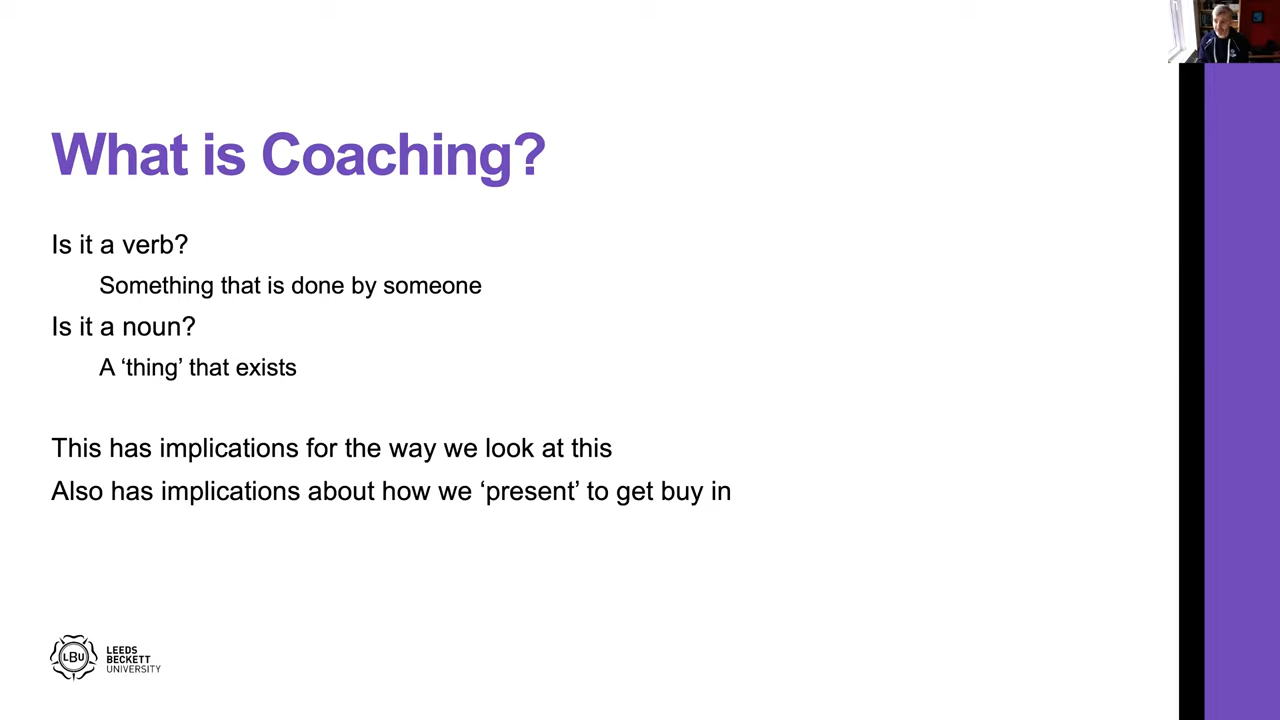 What is Coaching?
Is it a verb?
Something that is done by someone
Is it a noun?
A ‘thing’ that exists
This has implications for the way we look at this
Also has implications about how we ‘present’ to get buy in
LBU
LEEDS
BECKETT
UNIVERSITY